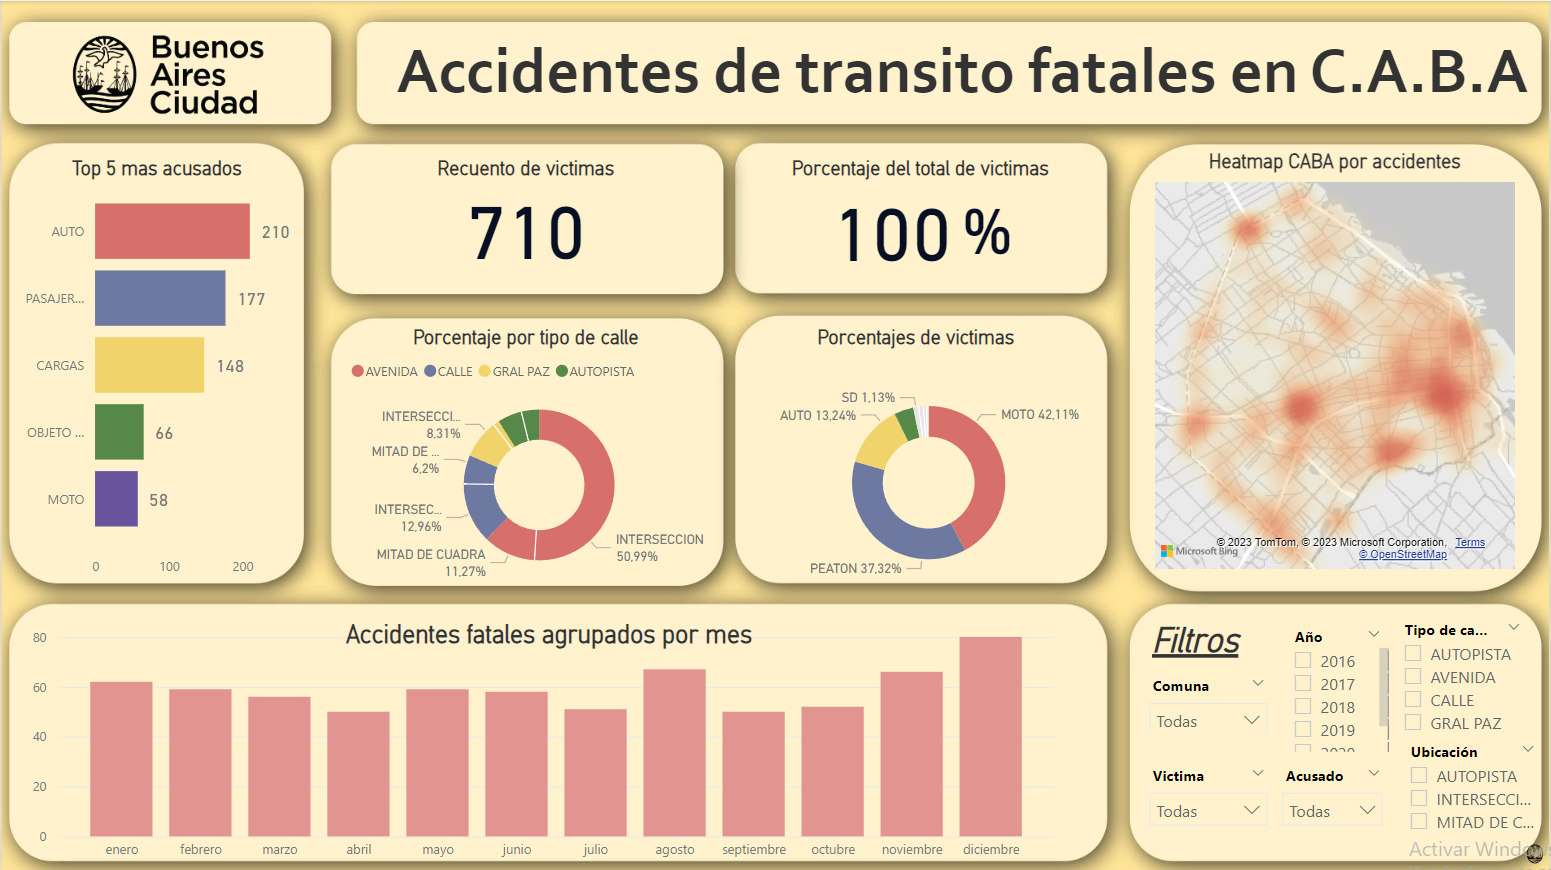 Buenos
Aires
Ciudad
Accidentes de transito fatales en C.A.B.A
Top 5 mas acusados
AUTO 210
PASAJER... 177
CARGAS 148
OBJETO ... 66
MOTO 58
0 100 200
Recuento de victimas
710
Porcentaje del total de victimas
100 %
Porcentaje por tipo de calle
AVENIDA CALLE GRAL PAZ AUTOPISTA
INTERSECCI...
8,31%
MITAD DE ...
6,2%
INTERSEC...
12,96%
MITAD DE CUADRA
11,27%
INTERSECCION
50,99%
Porcentajes de victimas
SD 1,13%
AUTO 13,24%
MOTO 42,11%
PEATON 37,32%
Heatmap CABA por accidentes
Microsoft Bing
© 2023 TomTom, © 2023 Microsoft Corporation, Terms
© OpenStreetMap
Accidentes fatales agrupados por mes
80
60
40
20
0
enero febrero marzo abril mayo junio julio agosto septiembre octubre noviembre diciembre
Filtros
Comuna
Todas
Año
2016
2017
2018
2019
2020
Tipo de ca...
AUTOPISTA
AVENIDA
CALLE
GRAL PAZ
Victima
Todas
Acusado
Todas
Ubicación
AUTOPISTA
INTERSECCI...
MITAD DE C...
Activar Windows